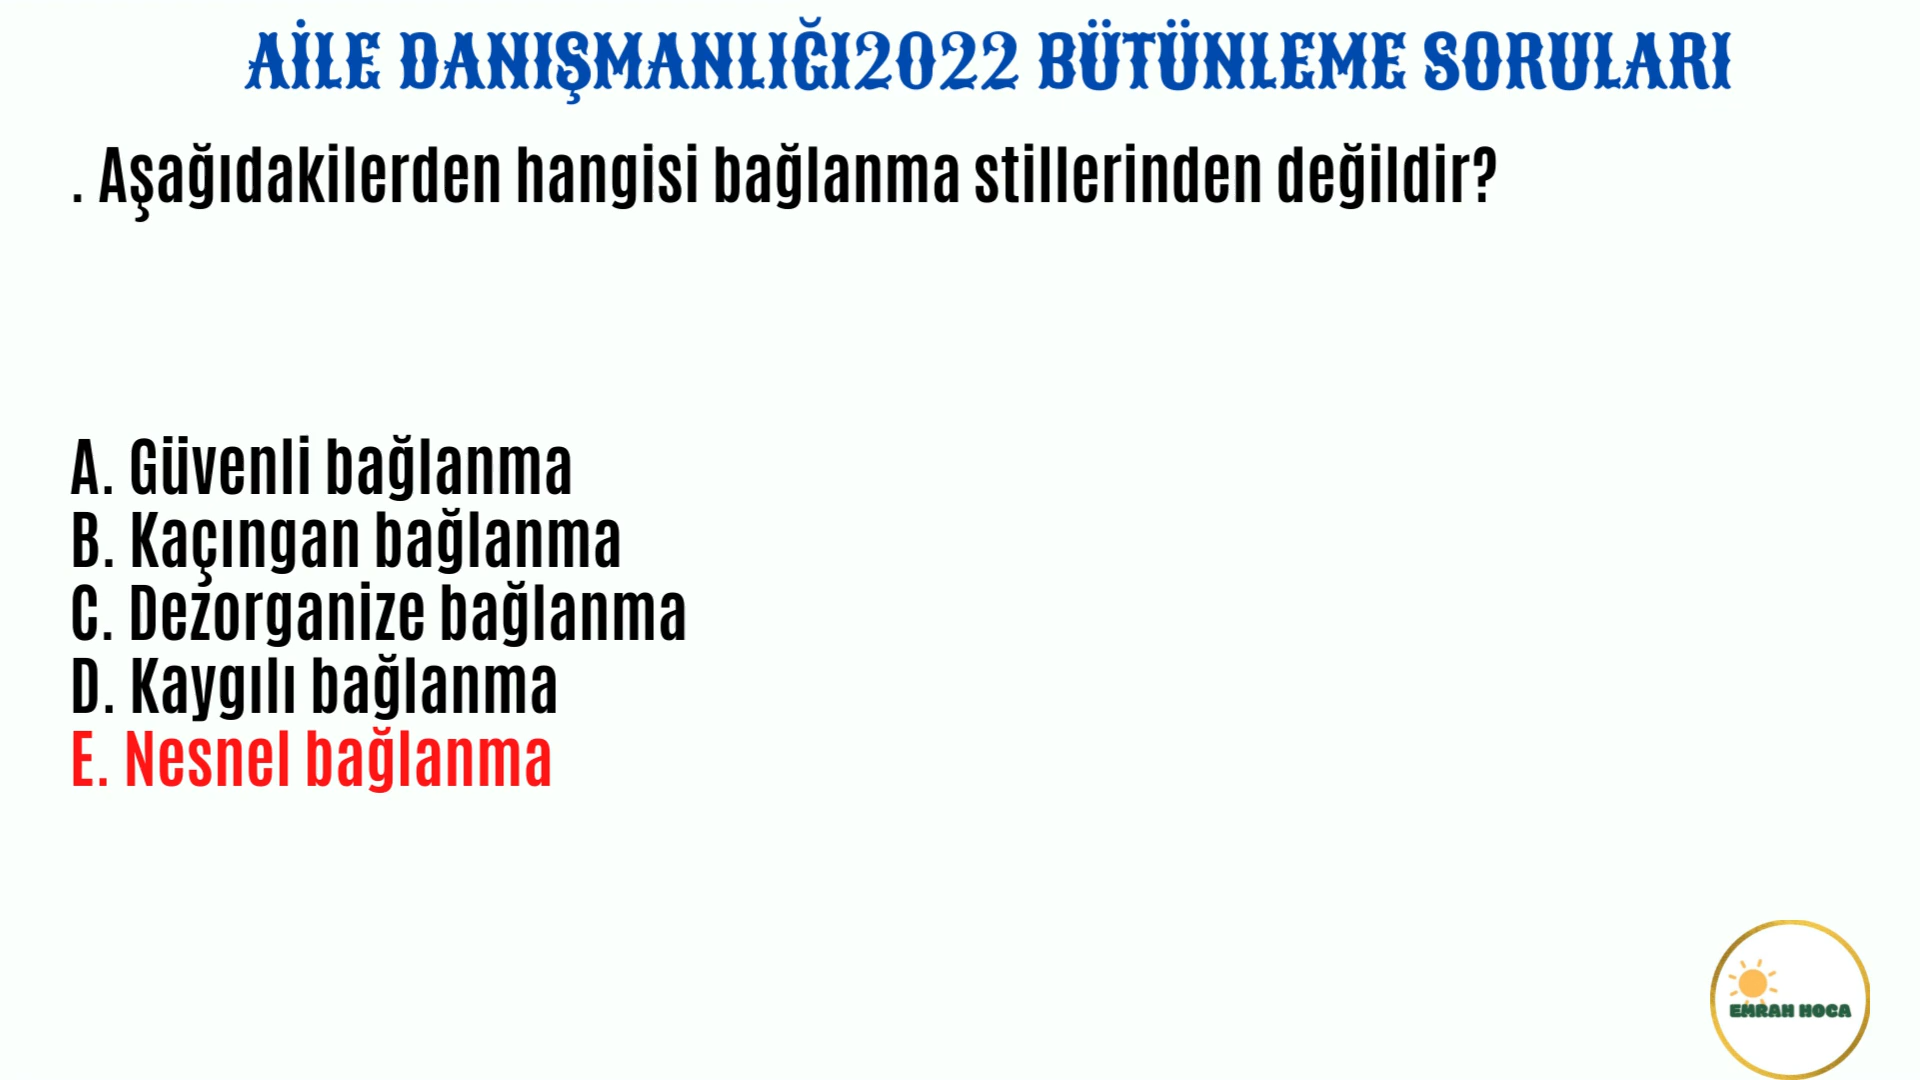 AİLE DANIŞMANLIĞI2022 BÜTÜNLEME SORULARI
. Aşağıdakilerden hangisi bağlanma stillerinden değildir?
A. Güvenli bağlanma
B. Kaçıngan bağlanma
C. Dezorganize bağlanma
D. Kaygılı bağlanma
E. Nesnel bağlanma
EMRAH HOCA